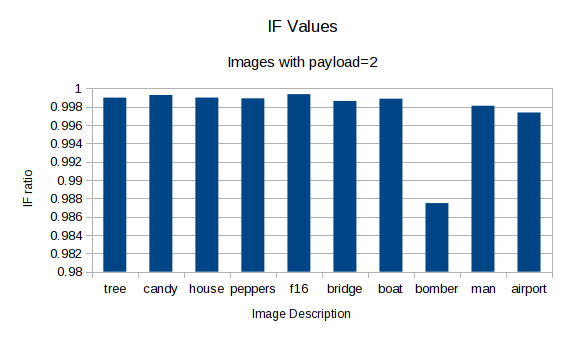 IF Values
Images with payload=2
1
0.998
0.996
0.994
0.992
0.99
0.988
0.986
0.984
0.982
0.98
IF ratio
tree candy house peppers f16 bridge boat bomber man airport
Image Description